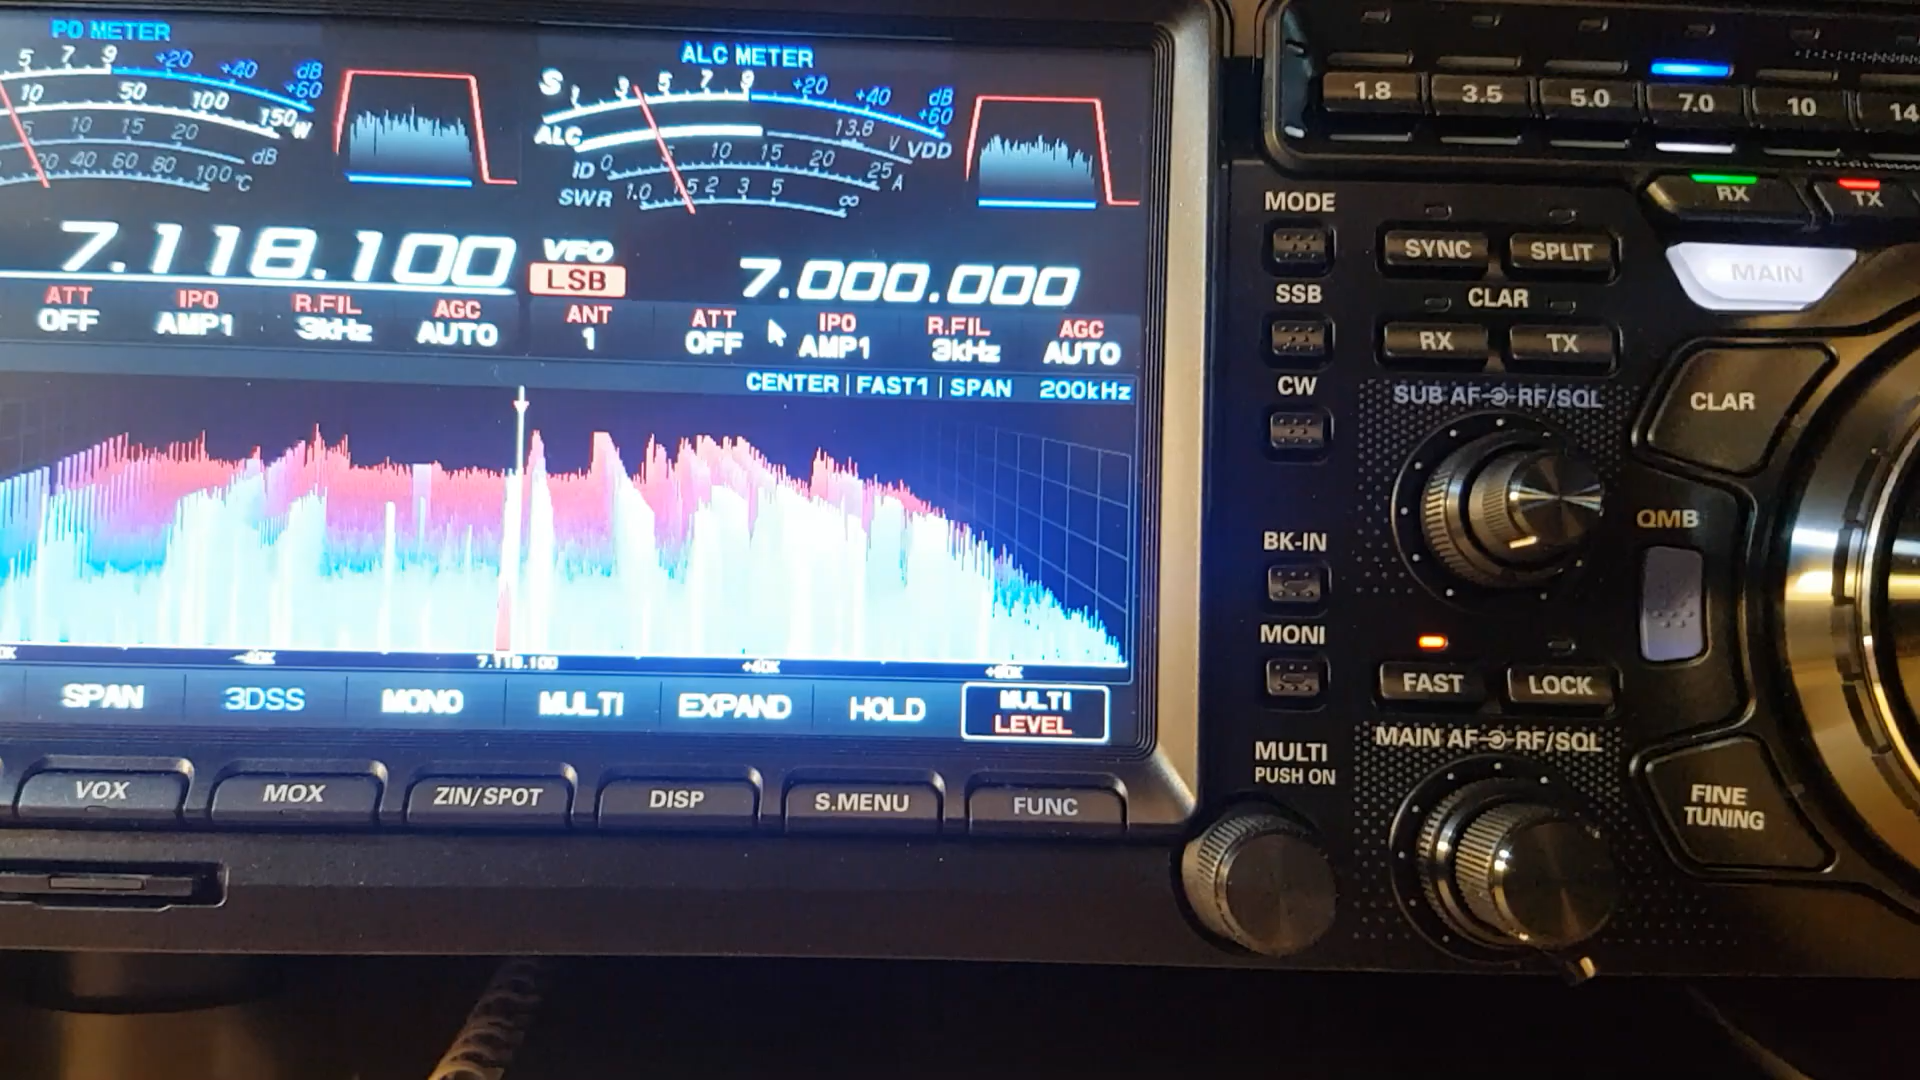 PO METER
5 7 9 +20 +40 dB +60
10 50 100 150 W
5 10 15 20 dB
20 40 60 80 100 °C
ALC METER
S 1 3 5 7 9 +20 +40 dB +60
ALC 13.8 V VDD
ID 0 5 10 15 20 25 A
SWR 1.0 1.5 2 3 5 ∞
7.118.100
VFO
LSB
7.000.000
ATT OFF
IPO AMP1
R.FIL 3kHz
AGC AUTO
ANT 1
ATT OFF
IPO AMP1
R.FIL 3kHz
AGC AUTO
CENTER | FAST1 | SPAN 200kHz
-40K 7.118.100 +40K +80K
SPAN 3DSS MONO MULTI EXPAND HOLD MULTI LEVEL
VOX MOX ZIN/SPOT DISP S.MENU FUNC
1.8 3.5 5.0 7.0 10 14
RX TX
MAIN
MODE
SYNC SPLIT
SSB
CLAR
RX TX
CW
SUB AF RF/SQL
CLAR
QMB
BK-IN
MONI
FAST LOCK
MAIN AF RF/SQL
MULTI
PUSH ON
FINE
TUNING